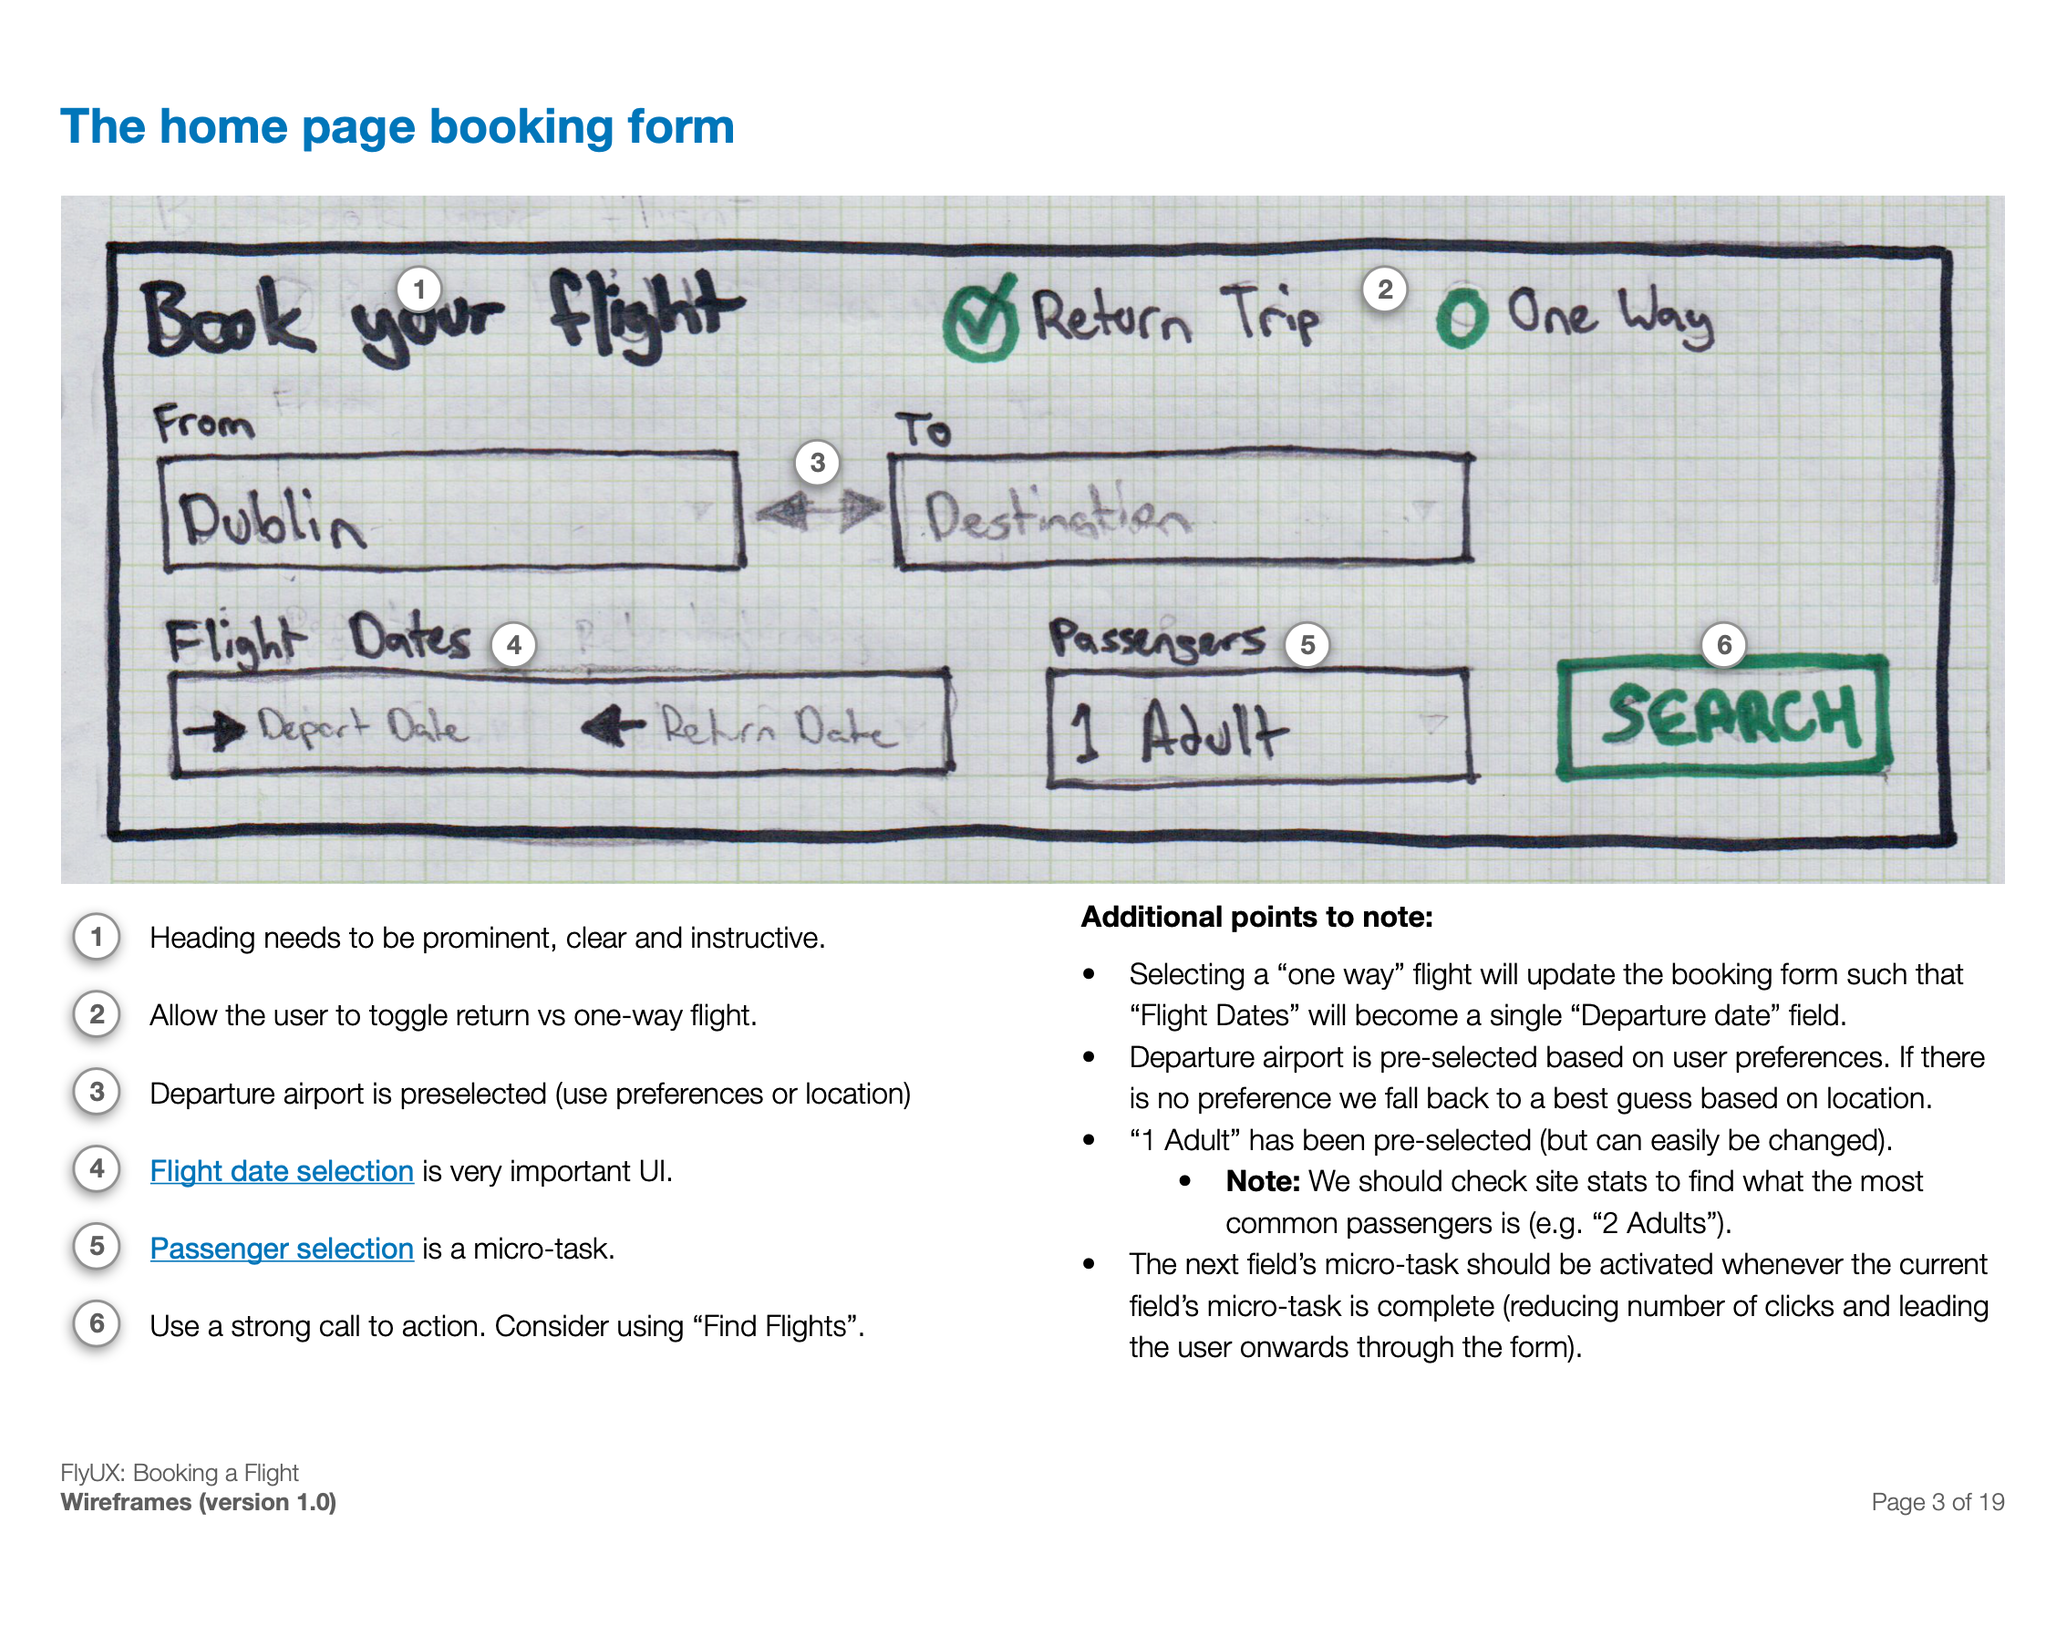 The home page booking form
Book your flight
1
Return Trip
2
One Way
From
To
3
Dublin
Destination
Flight Dates
4
Passengers
5
6
Depart Date
Return Date
1 Adult
SEARCH
1 Heading needs to be prominent, clear and instructive.
2 Allow the user to toggle return vs one-way flight.
3 Departure airport is preselected (use preferences or location)
4 Flight date selection is very important UI.
5 Passenger selection is a micro-task.
6 Use a strong call to action. Consider using “Find Flights”.
Additional points to note:
• Selecting a “one way” flight will update the booking form such that
“Flight Dates” will become a single “Departure date” field.
• Departure airport is pre-selected based on user preferences. If there
is no preference we fall back to a best guess based on location.
• “1 Adult” has been pre-selected (but can easily be changed).
• Note: We should check site stats to find what the most
common passengers is (e.g. “2 Adults”).
• The next field’s micro-task should be activated whenever the current
field’s micro-task is complete (reducing number of clicks and leading
the user onwards through the form).
FlyUX: Booking a Flight
Wireframes (version 1.0)
Page 3 of 19